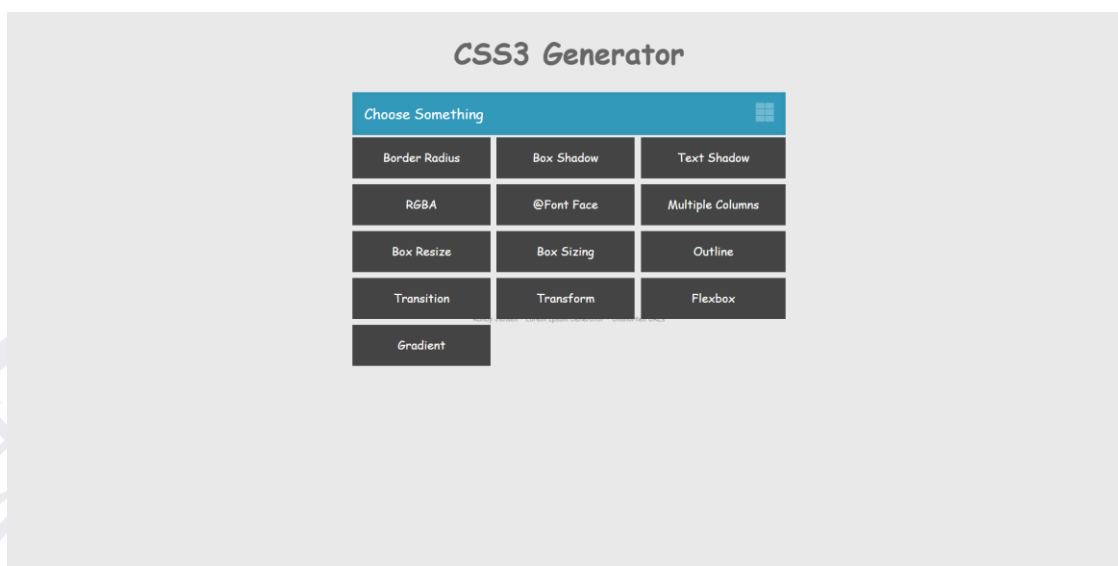 CSS3 Generator
Choose Something
Border Radius
Box Shadow
Text Shadow
RGBA
@Font Face
Multiple Columns
Box Resize
Box Sizing
Outline
Transition
Transform
Flexbox
Gradient